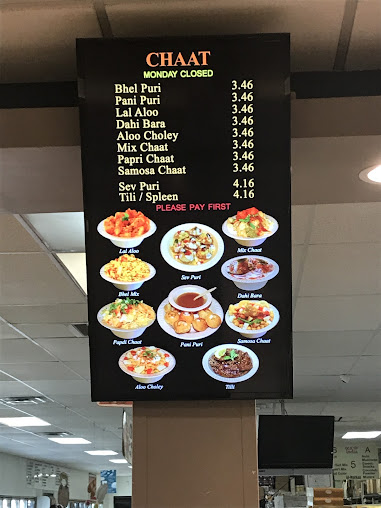 CHAAT
MONDAY CLOSED
Bhel Puri 3.46
Pani Puri 3.46
Lal Aloo 3.46
Dahi Bara 3.46
Aloo Choley 3.46
Mix Chaat 3.46
Papri Chaat 3.46
Samosa Chaat 3.46
Sev Puri 4.16
Tili / Spleen 4.16
PLEASE PAY FIRST
Lal Aloo
Sev Puri
Mix Chaat
Bhel Mix
Dahi Bara
Papdi Chaat
Pani Puri
Samosa Chaat
Aloo Choley
Tili